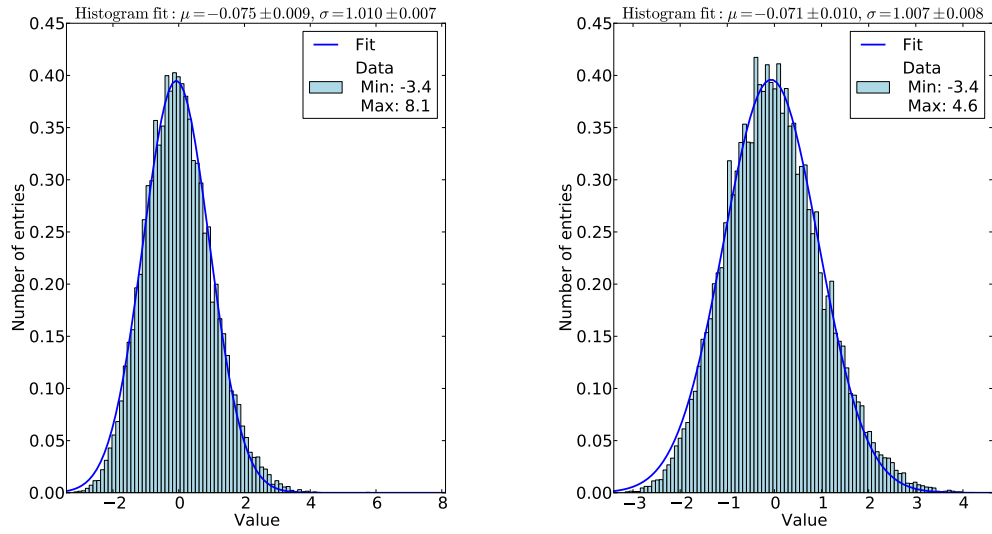 Histogram fit: μ=−0.075±0.009, σ=1.010±0.007
0.45
0.40
0.35
0.30
0.25
0.20
0.15
0.10
0.05
0.00
Number of entries
Fit
Data
Min: -3.4
Max: 8.1
−2 0 2 4 6 8
Value
Histogram fit: μ=−0.071±0.010, σ=1.007±0.008
0.45
0.40
0.35
0.30
0.25
0.20
0.15
0.10
0.05
0.00
Number of entries
Fit
Data
Min: -3.4
Max: 4.6
−3 −2 −1 0 1 2 3 4
Value